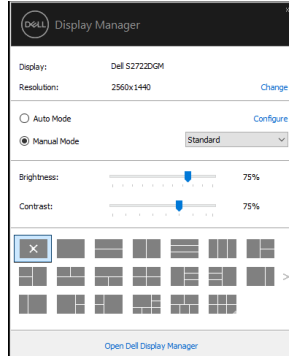 DELL Display Manager
Display: Dell S2722DGM
Resolution: 2560x1440 Change
Auto Mode Configure
Manual Mode Standard
Brightness: 75%
Contrast: 75%
Open Dell Display Manager